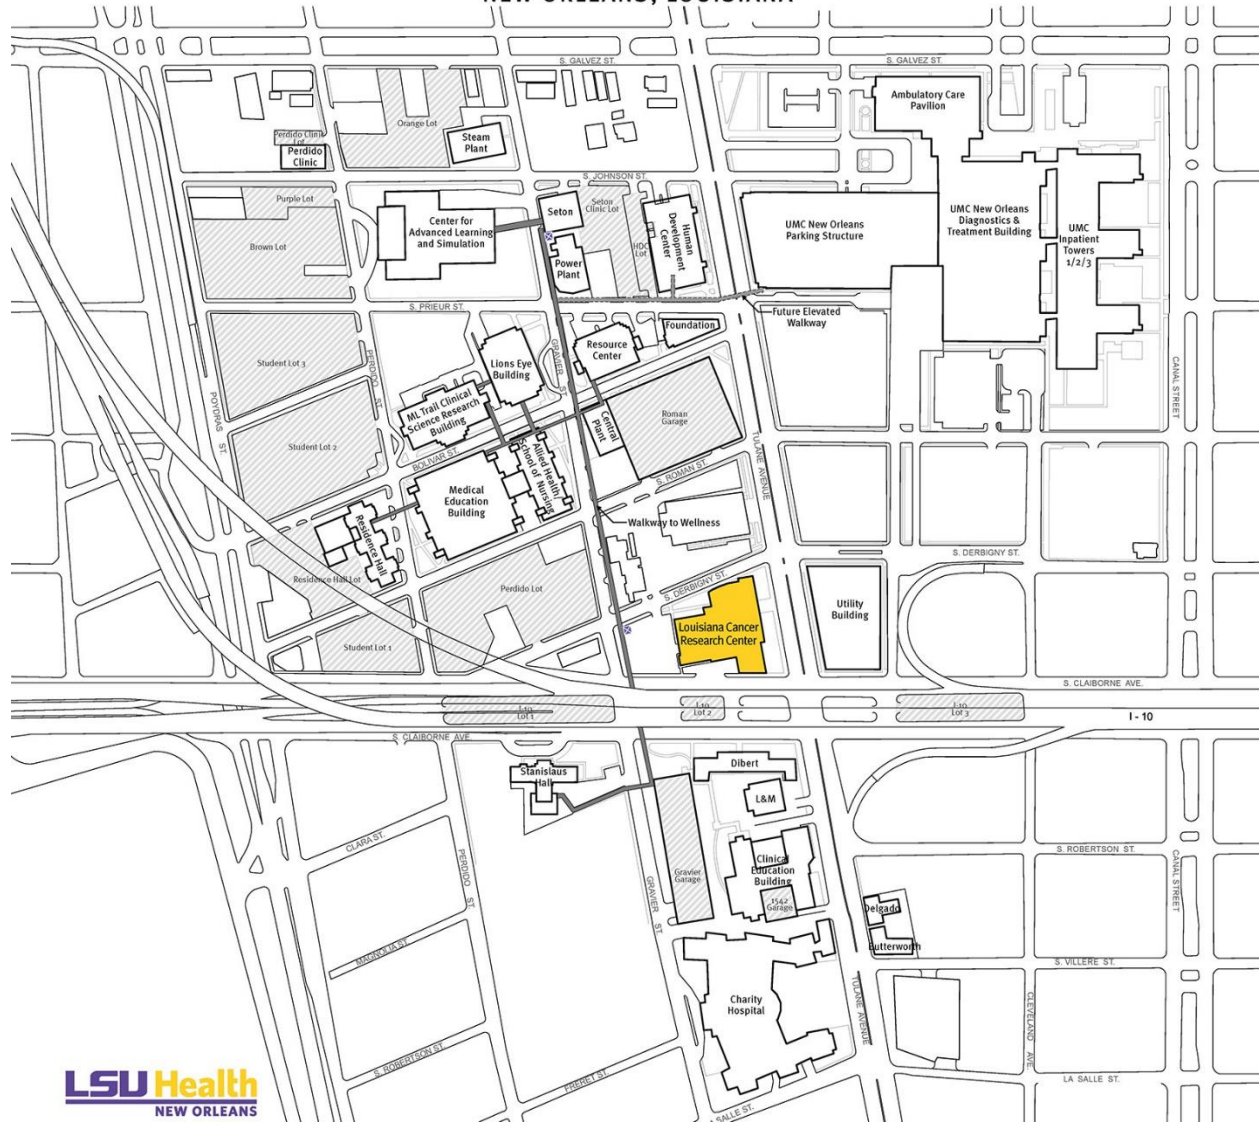 NEW ORLEANS, LOUISIANA
S. GALVEZ ST.
S. GALVEZ ST.
Ambulatory Care
Pavilion
Orange Lot
Perdido Clinic
Lot
Perdido
Clinic
Steam
Plant
S. JOHNSON ST.
Purple Lot
Brown Lot
Center for
Advanced Learning
and Simulation
Seton
Seton
Clinic Lot
Human
Development
Center
HDC
Lot
Power
Plant
UMC New Orleans
Parking Structure
UMC New Orleans
Diagnostics &
Treatment Building
UMC
Inpatient
Towers
1/2/3
S. PRIEUR ST.
Future Elevated
Walkway
Foundation
Resource
Center
Student Lot 3
PERDIDO ST.
Lions Eye
Building
GRAVIER ST.
CANAL STREET
POYDRAS ST.
ML Trail Clinical
Science Research
Building
Roman
Garage
Central
Plant
Student Lot 2
BOLIVAR ST.
Allied Health/
School of Nursing
TULANE AVENUE
S. ROMAN ST.
Medical
Education
Building
Walkway to Wellness
Residence Hall
S. DERBIGNY ST.
Residence Hall Lot
Perdido Lot
S. DERBIGNY ST.
Utility
Building
Louisiana Cancer
Research Center
Student Lot 1
S. CLAIBORNE AVE.
I-10
Lot 1
I-10
Lot 2
I-10
Lot 3
I - 10
S. CLAIBORNE AVE.
Stanislaus
Hall
Dibert
L&M
CLARA ST.
PERDIDO ST.
Gravier
Garage
Clinical
Education
Building
1542
Garage
S. ROBERTSON ST.
CANAL STREET
GRAVIER ST.
Delgado
Butterworth
MAGNOLIA ST.
S. VILLERE ST.
Charity
Hospital
TULANE AVENUE
CLEVELAND AVE.
S. ROBERTSON ST.
FRERET ST.
LA SALLE ST.
LSU Health
NEW ORLEANS